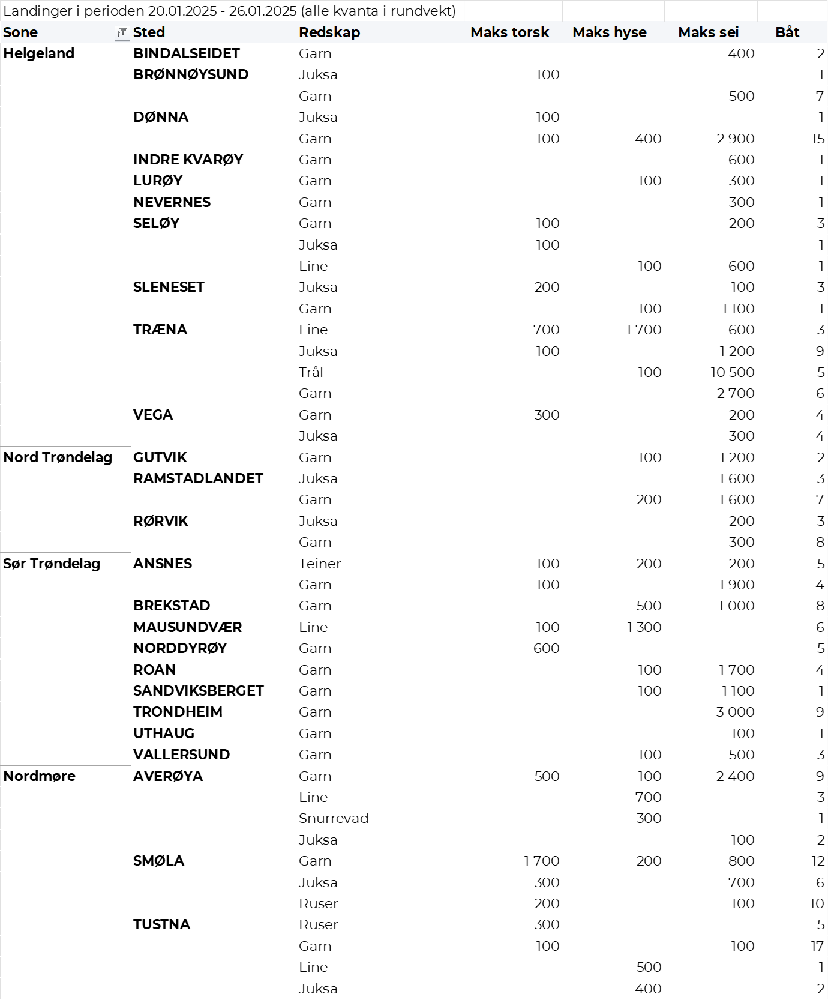 Landinger i perioden 20.01.2025 - 26.01.2025 (alle kvanta i rundvekt)
Sone Sted Redskap Maks torsk Maks hyse Maks sei Båt
Helgeland BINDALSEIDET Garn 400 2
BRØNNØYSUND Juksa 100 1
Garn 500 7
DØNNA Juksa 100 1
Garn 100 400 2 900 15
INDRE KVARØY Garn 600 1
LURØY Garn 100 300 1
NEVERNES Garn 300 1
SELØY Garn 100 200 3
Juksa 100 1
Line 100 600 1
SLENESET Juksa 200 100 3
Garn 100 1 100 1
TRÆNA Line 700 1 700 600 3
Juksa 100 1 200 9
Trål 100 10 500 5
Garn 2 700 6
VEGA Garn 300 200 4
Juksa 300 4
Nord Trøndelag GUTVIK Garn 100 1 200 2
RAMSTADLANDET Juksa 1 600 3
Garn 200 1 600 7
RØRVIK Juksa 200 3
Garn 300 8
Sør Trøndelag ANSNES Teiner 100 200 200 5
Garn 100 1 900 4
BREKSTAD Garn 500 1 000 8
MAUSUNDVÆR Line 100 1 300 6
NORDDYRØY Garn 600 5
ROAN Garn 100 1 700 4
SANDVIKSBERGET Garn 100 1 100 1
TRONDHEIM Garn 3 000 9
UTHAUG Garn 100 1
VALLERSUND Garn 100 500 3
Nordmøre AVERØYA Garn 500 100 2 400 9
Line 700 3
Snurrevad 300 1
Juksa 100 2
SMØLA Garn 1 700 200 800 12
Juksa 300 700 6
Ruser 200 100 10
TUSTNA Ruser 300 5
Garn 100 100 17
Line 500 1
Juksa 400 2